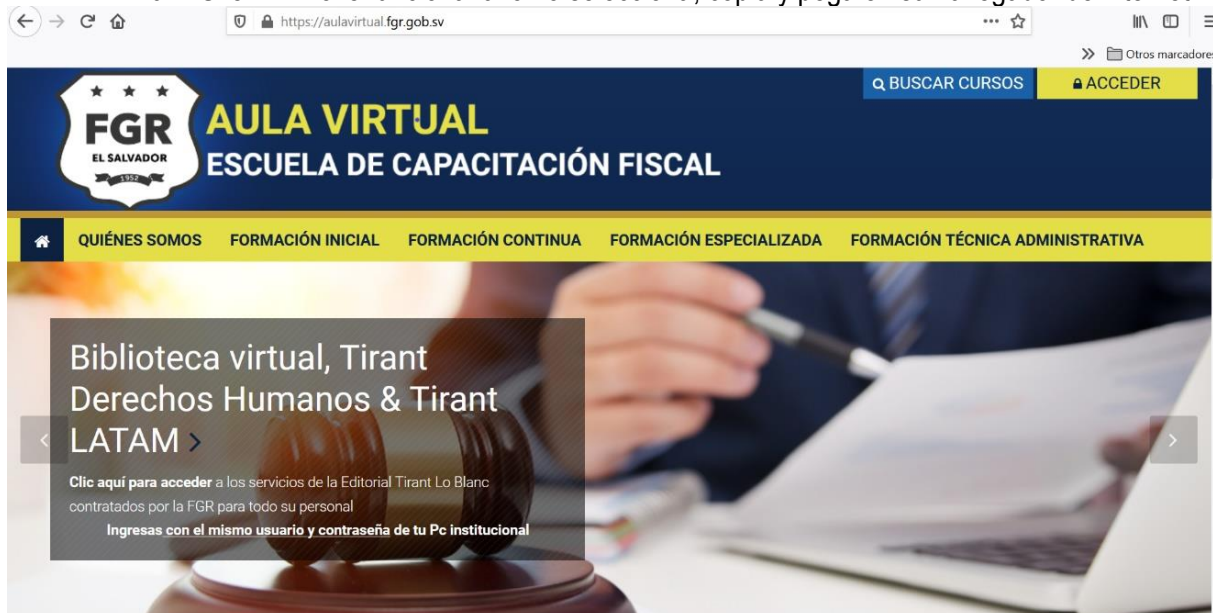 https://aulavirtual.fgr.gob.sv
Otros marcadores
BUSCAR CURSOS
ACCEDER
FGR
EL SALVADOR
1952
AULA VIRTUAL
ESCUELA DE CAPACITACIÓN FISCAL
QUIÉNES SOMOS FORMACIÓN INICIAL FORMACIÓN CONTINUA FORMACIÓN ESPECIALIZADA FORMACIÓN TÉCNICA ADMINISTRATIVA
Biblioteca virtual, Tirant
Derechos Humanos & Tirant
LATAM >
Clic aquí para acceder a los servicios de la Editorial Tirant Lo Blanc
contratados por la FGR para todo su personal
Ingresas con el mismo usuario y contraseña de tu Pc institucional